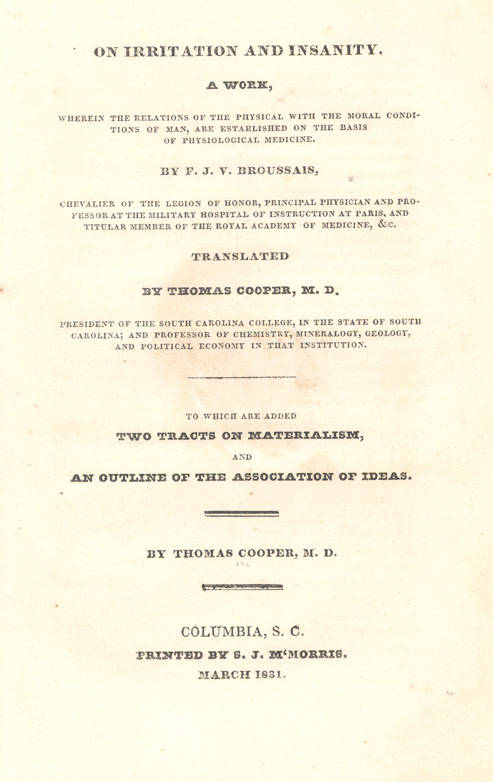 ON IRRITATION AND INSANITY.
A WORK,
WHEREIN THE RELATIONS OF THE PHYSICAL WITH THE MORAL CONDI-
TIONS OF MAN, ARE ESTABLISHED ON THE BASIS
OF PHYSIOLOGICAL MEDICINE.
BY F. J. V. BROUSSAIS,
CHEVALIER OF THE LEGION OF HONOR, PRINCIPAL PHYSICIAN AND PRO-
FESSOR AT THE MILITARY HOSPITAL OF INSTRUCTION AT PARIS, AND
TITULAR MEMBER OF THE ROYAL ACADEMY OF MEDICINE, &C.
TRANSLATED
BY THOMAS COOPER, M. D.
PRESIDENT OF THE SOUTH CAROLINA COLLEGE, IN THE STATE OF SOUTH
CAROLINA; AND PROFESSOR OF CHEMISTRY, MINERALOGY, GEOLOGY,
AND POLITICAL ECONOMY IN THAT INSTITUTION.
TO WHICH ARE ADDED
TWO TRACTS ON MATERIALISM,
AND
AN OUTLINE OF THE ASSOCIATION OF IDEAS.
BY THOMAS COOPER, M. D.
COLUMBIA, S. C.
PRINTED BY S. J. M‘MORRIS.
MARCH 1831.